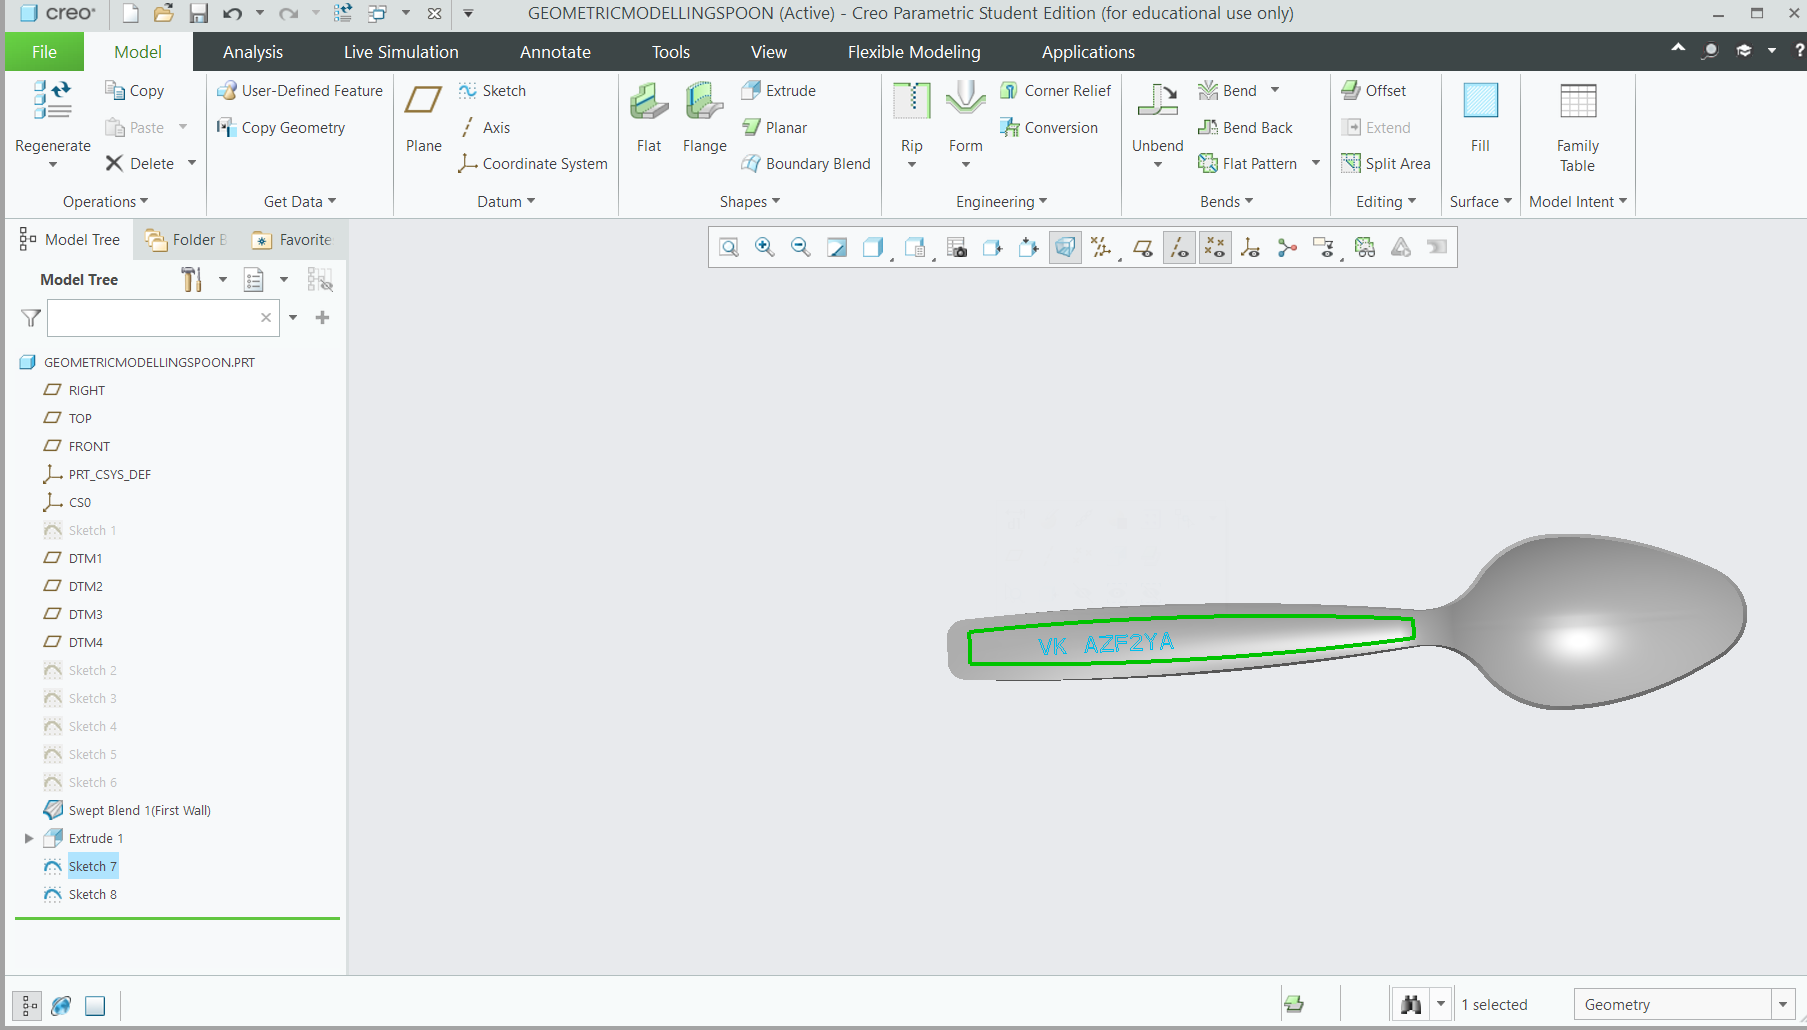 creo
GEOMETRICMODELLINGSPOON (Active) - Creo Parametric Student Edition (for educational use only)
File Model Analysis Live Simulation Annotate Tools View Flexible Modeling Applications
Regenerate
Copy
Paste
Delete
Operations
User-Defined Feature
Copy Geometry
Get Data
Plane
Sketch
Axis
Coordinate System
Datum
Flat
Flange
Extrude
Planar
Boundary Blend
Shapes
Rip
Form
Corner Relief
Conversion
Engineering
Unbend
Bend
Bend Back
Flat Pattern
Bends
Offset
Extend
Split Area
Editing
Fill
Surface
Family
Table
Model Intent
Model Tree Folder B Favorite
Model Tree
GEOMETRICMODELLINGSPOON.PRT
RIGHT
TOP
FRONT
PRT_CSYS_DEF
CS0
Sketch 1
DTM1
DTM2
DTM3
DTM4
Sketch 2
Sketch 3
Sketch 4
Sketch 5
Sketch 6
Swept Blend 1(First Wall)
Extrude 1
Sketch 7
Sketch 8
VK AZF2YA
1 selected
Geometry